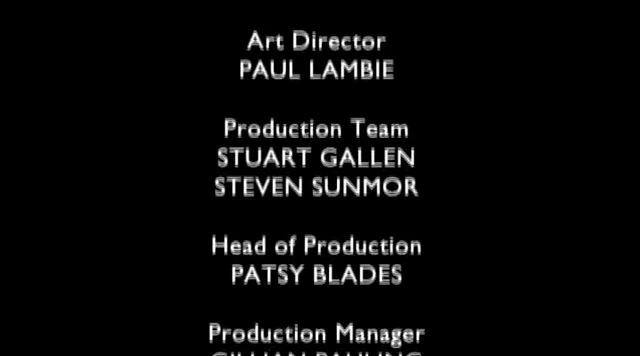 Art Director
PAUL LAMBIE
Production Team
STUART GALLEN
STEVEN SUNMOR
Head of Production
PATSY BLADES
Production Manager